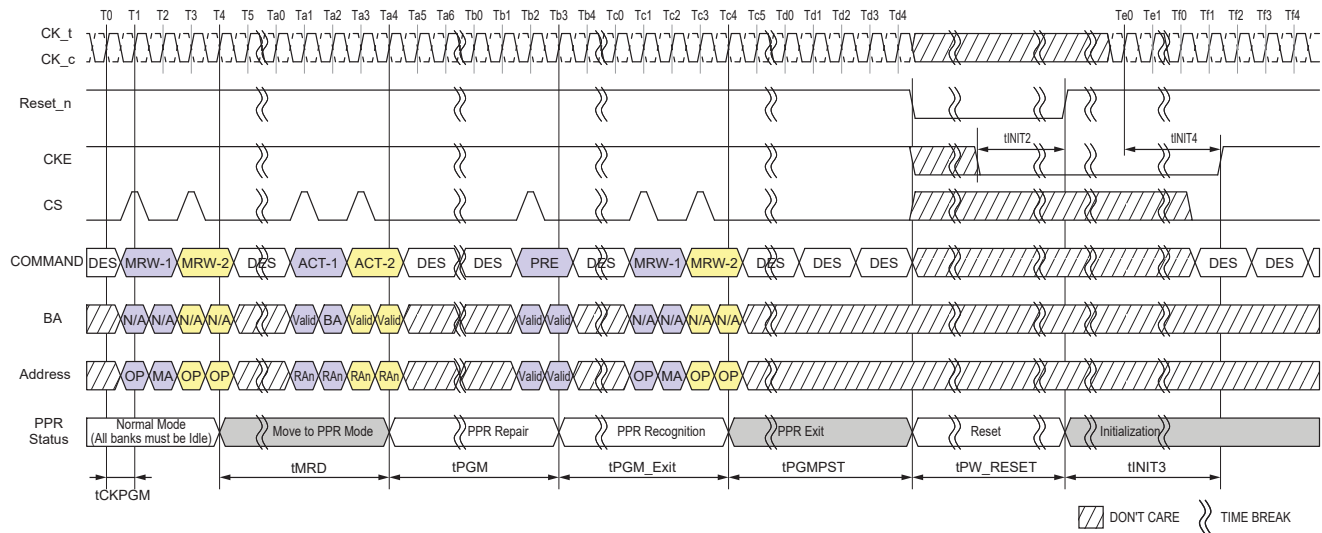 T0 T1 T2 T3 T4 T5 Ta0 Ta1 Ta2 Ta3 Ta4 Ta5 Ta6 Tb0 Tb1 Tb2 Tb3 Tb4 Tc0 Tc1 Tc2 Tc3 Tc4 Tc5 Td0 Td1 Td2 Td3 Td4 Te0 Te1 Tf0 Tf1 Tf2 Tf3 Tf4
CK_t
CK_c
Reset_n
CKE tINIT2 tINIT4
CS
COMMAND DES MRW-1 MRW-2 DES ACT-1 ACT-2 DES DES PRE DES MRW-1 MRW-2 DES DES DES DES DES
BA N/A N/A N/A N/A Valid BA Valid Valid Valid Valid N/A N/A N/A N/A
Address OP MA OP OP RAn RAn RAn RAn Valid Valid OP MA OP OP
PPR Status
Normal Mode
(All banks must be Idle)
Move to PPR Mode PPR Repair PPR Recognition PPR Exit Reset Initialization
tCKPGM tMRD tPGM tPGM_Exit tPGMPST tPW_RESET tINIT3
DON'T CARE TIME BREAK